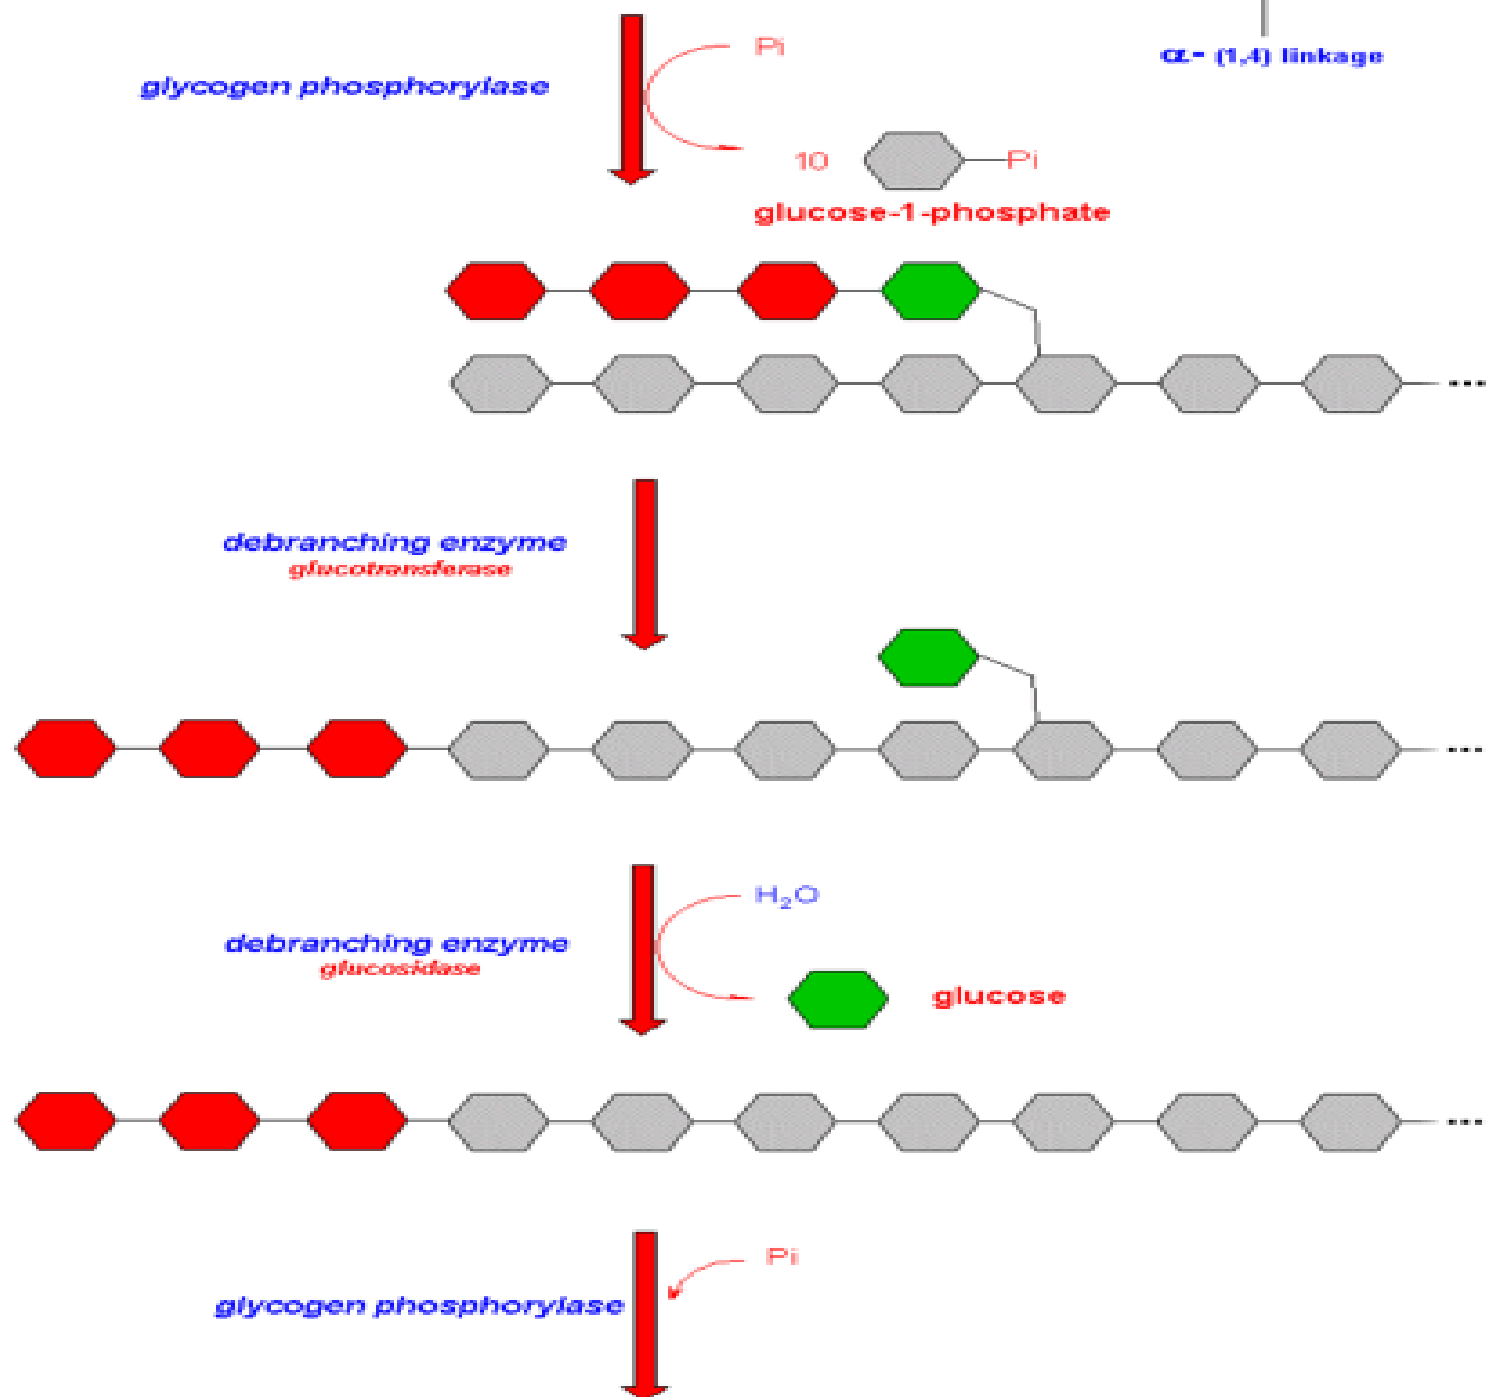 Pi
α- (1,4) linkage
glycogen phosphorylase
10
Pi
glucose-1-phosphate
...
debranching enzyme
glucotransferase
...
H₂O
debranching enzyme
glucosidase
glucose
...
Pi
glycogen phosphorylase